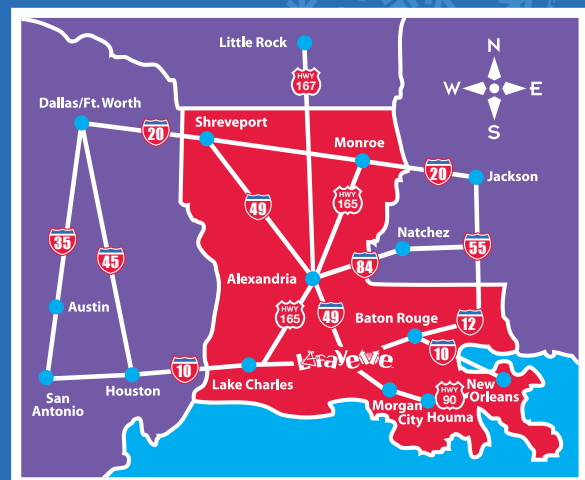 Little Rock
HWY
167
N
W
E
S
Dallas/Ft. Worth
20
Shreveport
Monroe
20
Jackson
49
HWY
165
Natchez
35
45
55
84
Alexandria
Austin
HWY
165
49
Baton Rouge
12
10
Lafayette
10
Lake Charles
Houston
San
Antonio
Morgan
City
Houma
HWY
90
New
Orleans